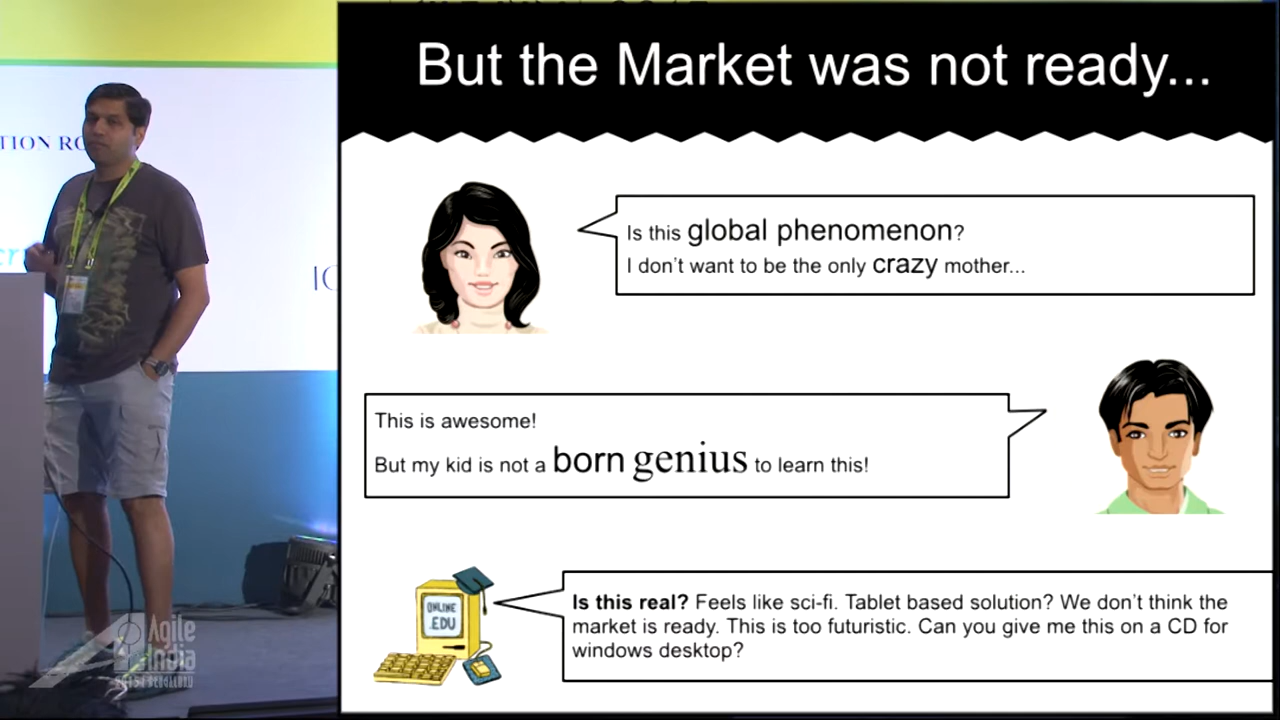 But the Market was not ready...
TION RO
Is this global phenomenon?
I don't want to be the only crazy mother...
This is awesome!
But my kid is not a born genius to learn this!
ONLINE
EDU
Is this real? Feels like sci-fi. Tablet based solution? We don't think the
market is ready. This is too futuristic. Can you give me this on a CD for
windows desktop?
Agile
India